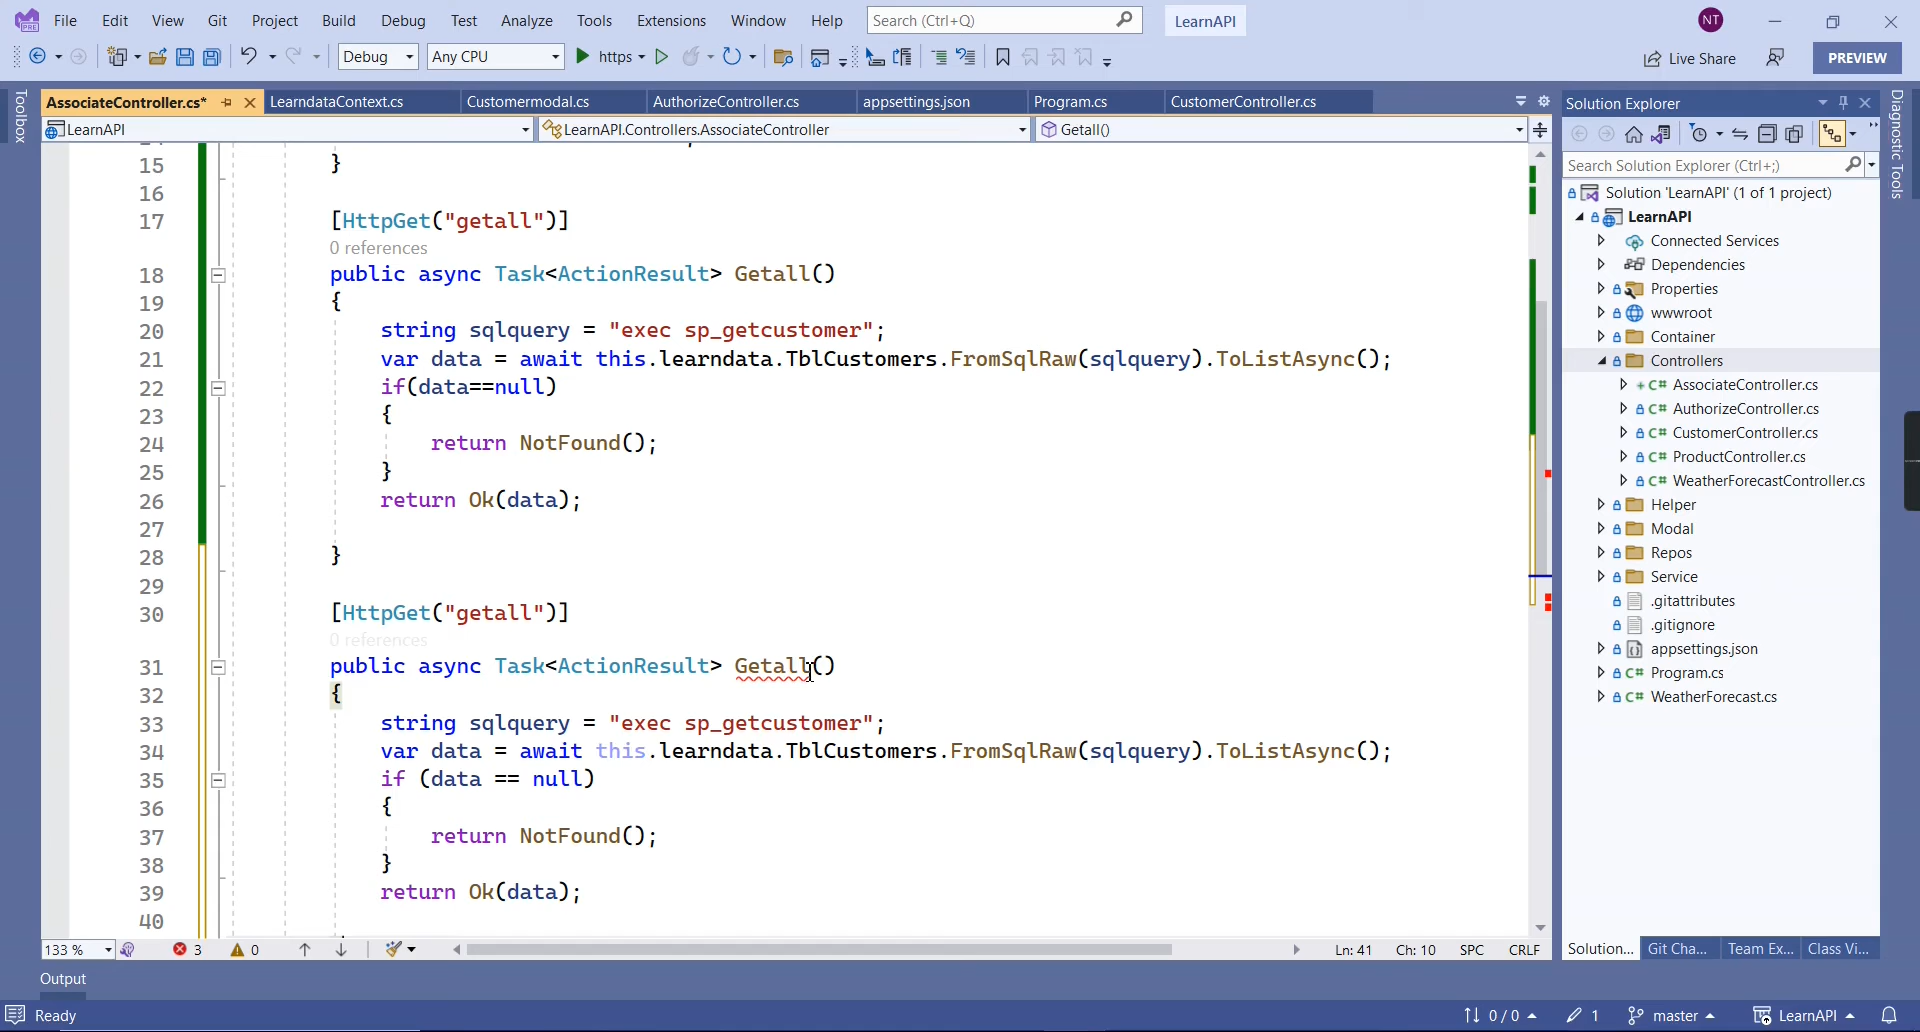 File Edit View Git Project Build Debug Test Analyze Tools Extensions Window Help Search (Ctrl+Q) LearnAPI NT
Debug Any CPU https Live Share PREVIEW
Toolbox
AssociateController.cs* LearndataContext.cs Customermodal.cs AuthorizeController.cs appsettings.json Program.cs CustomerController.cs
LearnAPI LearnAPI.Controllers.AssociateController Getall()
15 }
16
17 [HttpGet("getall")]
0 references
18 public async Task<ActionResult> Getall()
19 {
20 string sqlquery = "exec sp_getcustomer";
21 var data = await this.learndata.TblCustomers.FromSqlRaw(sqlquery).ToListAsync();
22 if(data==null)
23 {
24 return NotFound();
25 }
26 return Ok(data);
27
28 }
29
30 [HttpGet("getall")]
0 references
31 public async Task<ActionResult> Getall()
32 {
33 string sqlquery = "exec sp_getcustomer";
34 var data = await this.learndata.TblCustomers.FromSqlRaw(sqlquery).ToListAsync();
35 if (data == null)
36 {
37 return NotFound();
38 }
39 return Ok(data);
40
133 % 3 0 Ln: 41 Ch: 10 SPC CRLF
Solution Explorer
Search Solution Explorer (Ctrl+;)
Solution 'LearnAPI' (1 of 1 project)
LearnAPI
Connected Services
Dependencies
Properties
wwwroot
Container
Controllers
C# AssociateController.cs
C# AuthorizeController.cs
C# CustomerController.cs
C# ProductController.cs
C# WeatherForecastController.cs
Helper
Modal
Repos
Service
.gitattributes
.gitignore
appsettings.json
C# Program.cs
C# WeatherForecast.cs
Solution... Git Cha... Team Ex... Class Vi...
Diagnostic Tools
Output
Ready 0 / 0 1 master LearnAPI